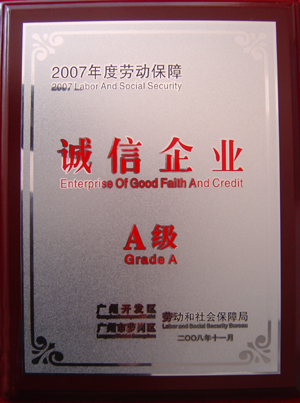 2007年度劳动保障
2007 Labor And Social Security
诚信企业
Enterprise Of Good Faith And Credit
A级
Grade A
广州开发区
广州市萝岗区
劳动和社会保障局
Labor and Social Security Bureau
二〇〇八年十一月